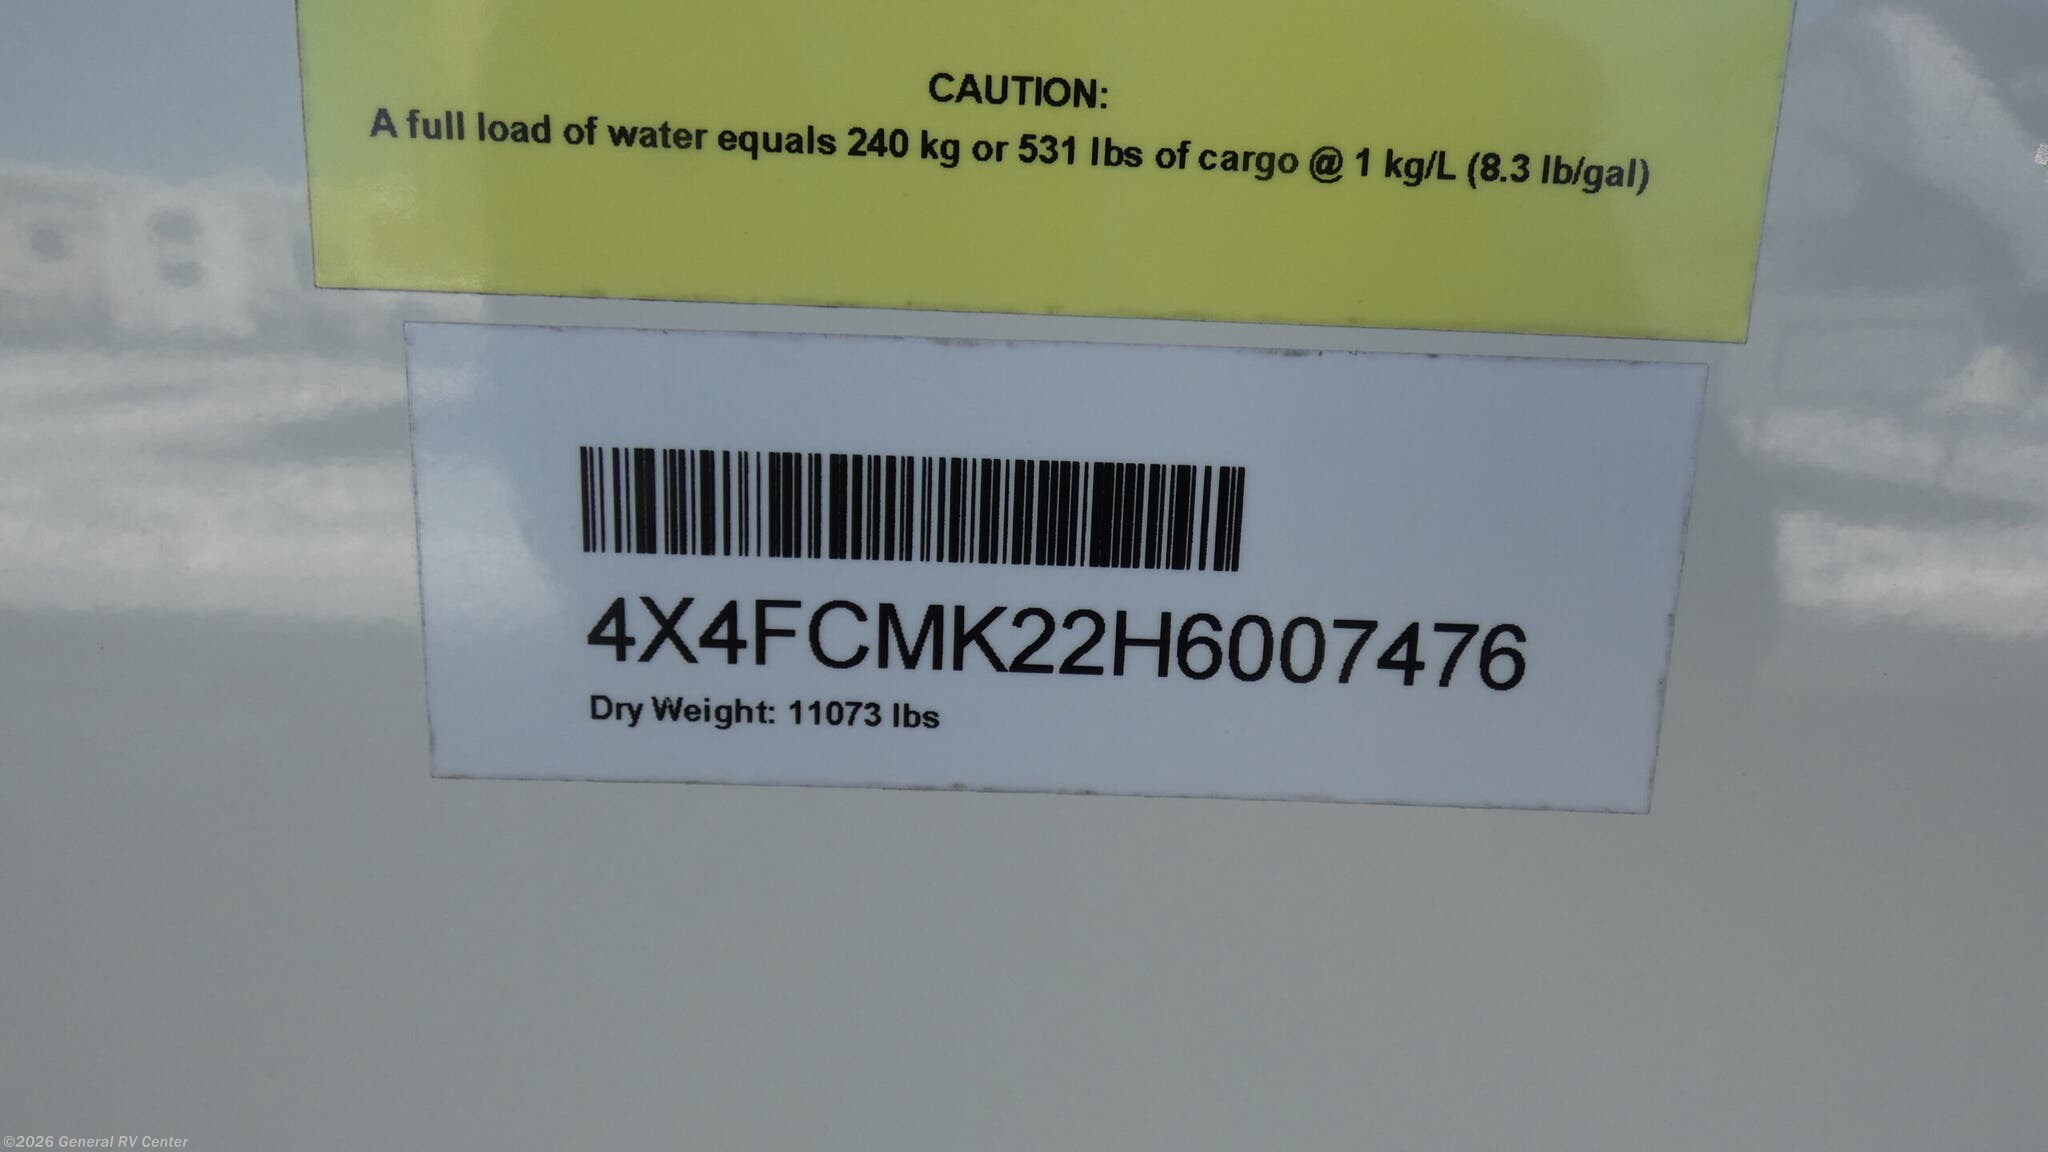 CAUTION:
A full load of water equals 240 kg or 531 lbs of cargo @ 1 kg/L (8.3 lb/gal)
4X4FCMK22H6007476
Dry Weight: 11073 lbs
©2026 General RV Center